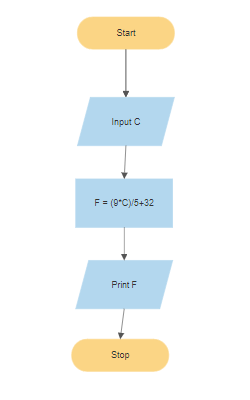 Start
Input C
F = (9*C)/5+32
Print F
Stop